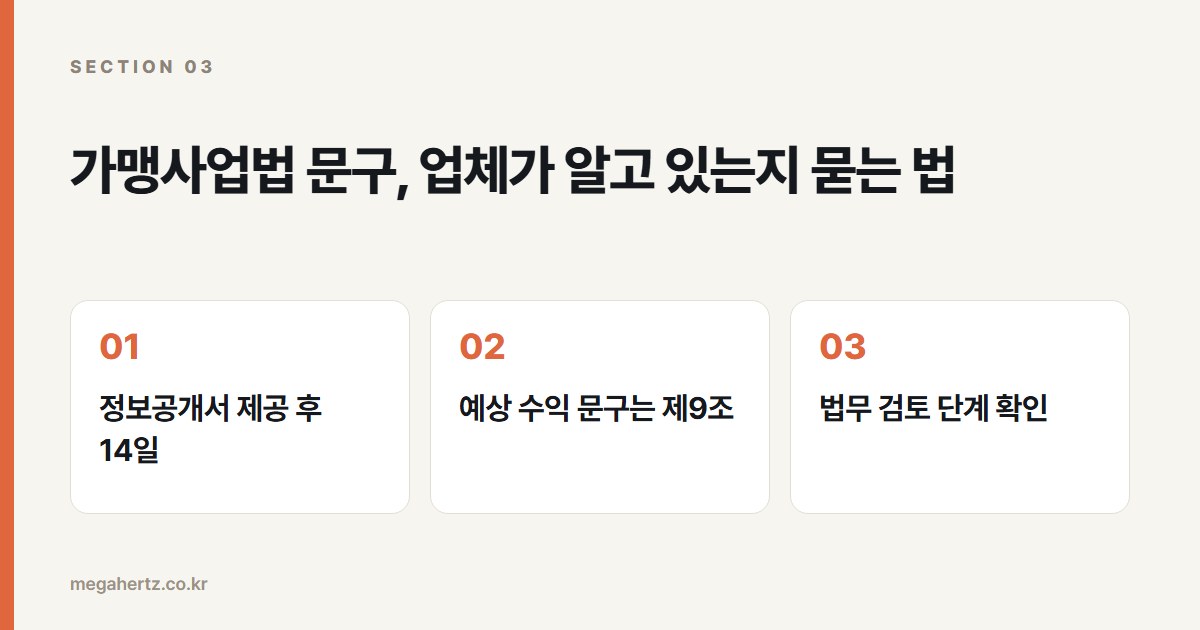 SECTION 03
가맹사업법 문구, 업체가 알고 있는지 묻는 법
01
정보공개서 제공 후
14일
02
예상 수익 문구는 제9조
03
법무 검토 단계 확인
megahertz.co.kr